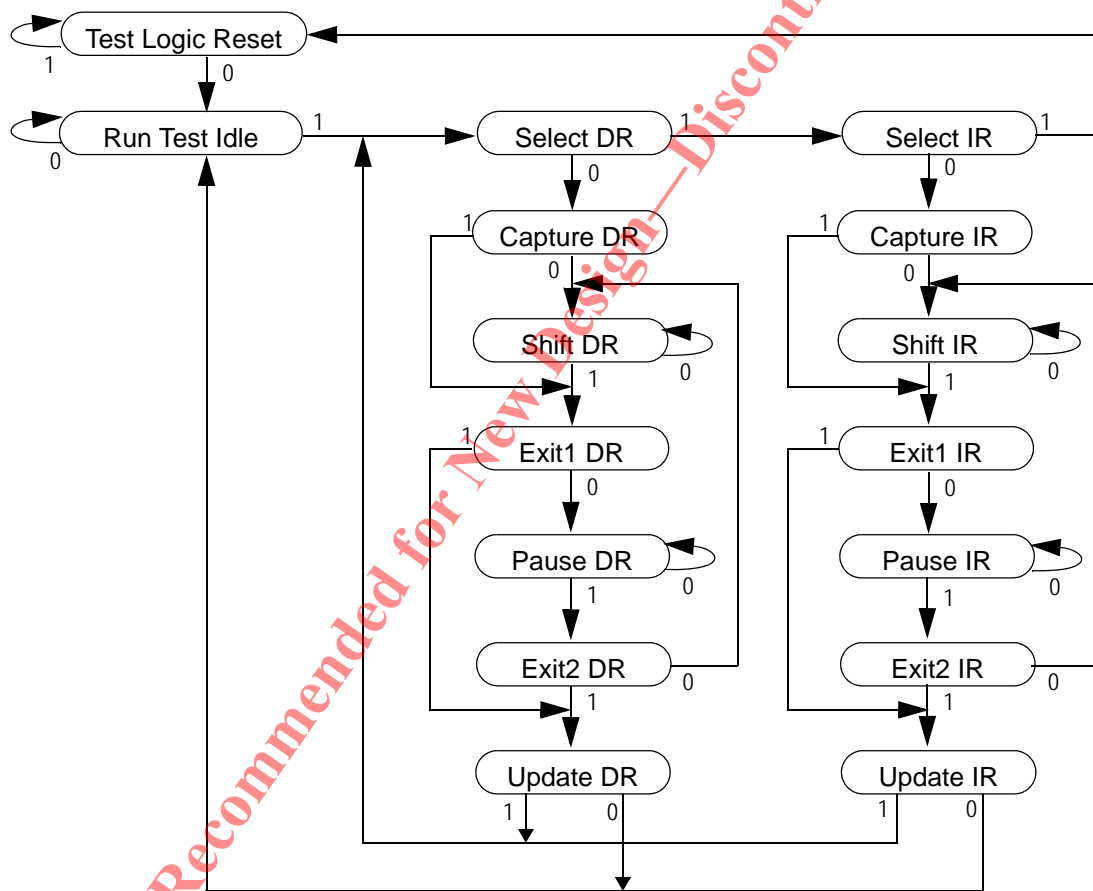 Test Logic Reset
1
0
Run Test Idle
0
1
Select DR
1
0
Select IR
1
0
Capture DR
1
0
Capture IR
1
0
Shift DR
0
1
Shift IR
0
1
Exit1 DR
1
0
Exit1 IR
1
0
Pause DR
0
1
Pause IR
0
1
Exit2 DR
0
1
Exit2 IR
0
1
Update DR
1
0
Update IR
1
0
Recommended for New Design—Discont